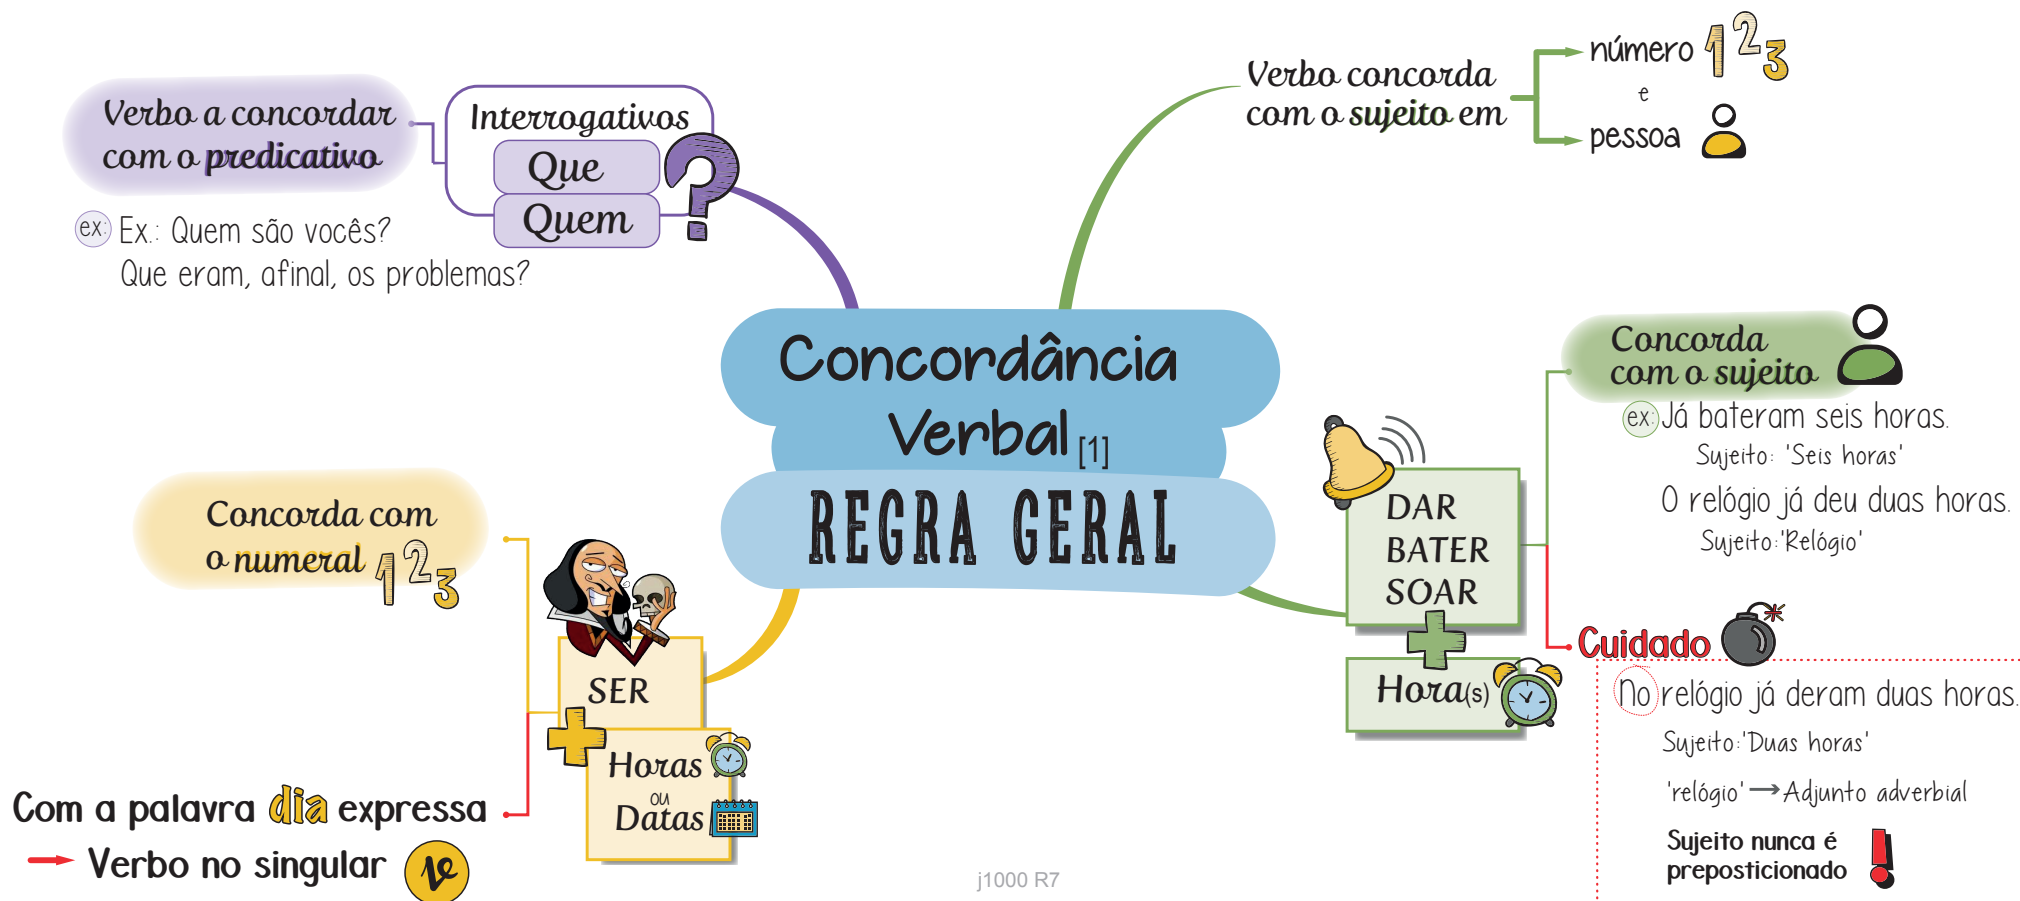 Concordância
Verbal [1]
REGRA GERAL
Verbo concorda
com o sujeito em
número 1 2 3
e
pessoa
Verbo a concordar
com o predicativo
Interrogativos
Que
Quem
?
ex: Ex.: Quem são vocês?
Que eram, afinal, os problemas?
Concorda
com o sujeito
ex: Já bateram seis horas.
Sujeito: 'Seis horas'
O relógio já deu duas horas.
Sujeito:'Relógio'
DAR
BATER
SOAR
Hora(s)
Cuidado
No relógio já deram duas horas.
Sujeito:'Duas horas'
'relógio' → Adjunto adverbial
Sujeito nunca é
preposticionado !
Concorda com
o numeral 1 2 3
SER
Horas
ou
Datas
Com a palavra dia expressa
Verbo no singular
j1000 R7